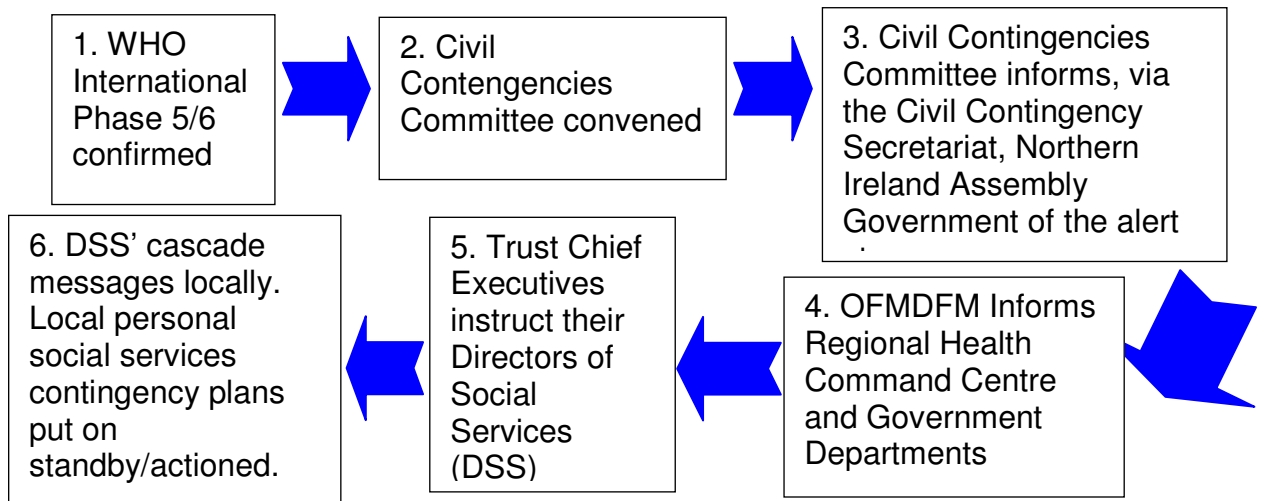 1. WHO
International
Phase 5/6
confirmed
2. Civil
Contengencies
Committee convened
3. Civil Contingencies
Committee informs, via
the Civil Contingency
Secretariat, Northern
Ireland Assembly
Government of the alert
4. OFMDFM Informs
Regional Health
Command Centre
and Government
Departments
5. Trust Chief
Executives
instruct their
Directors of
Social
Services
(DSS)
6. DSS’ cascade
messages locally.
Local personal
social services
contingency plans
put on
standby/actioned.